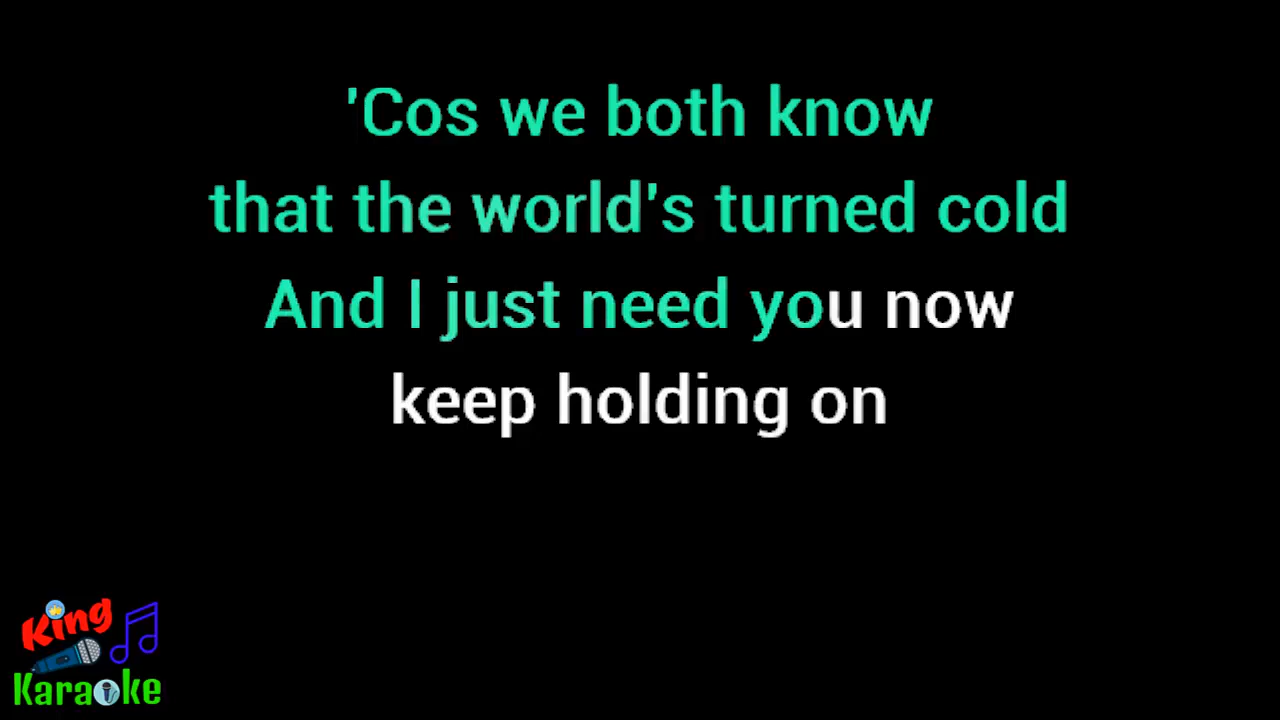 'Cos we both know
that the world's turned cold
And I just need you now
keep holding on
King
Karaoke